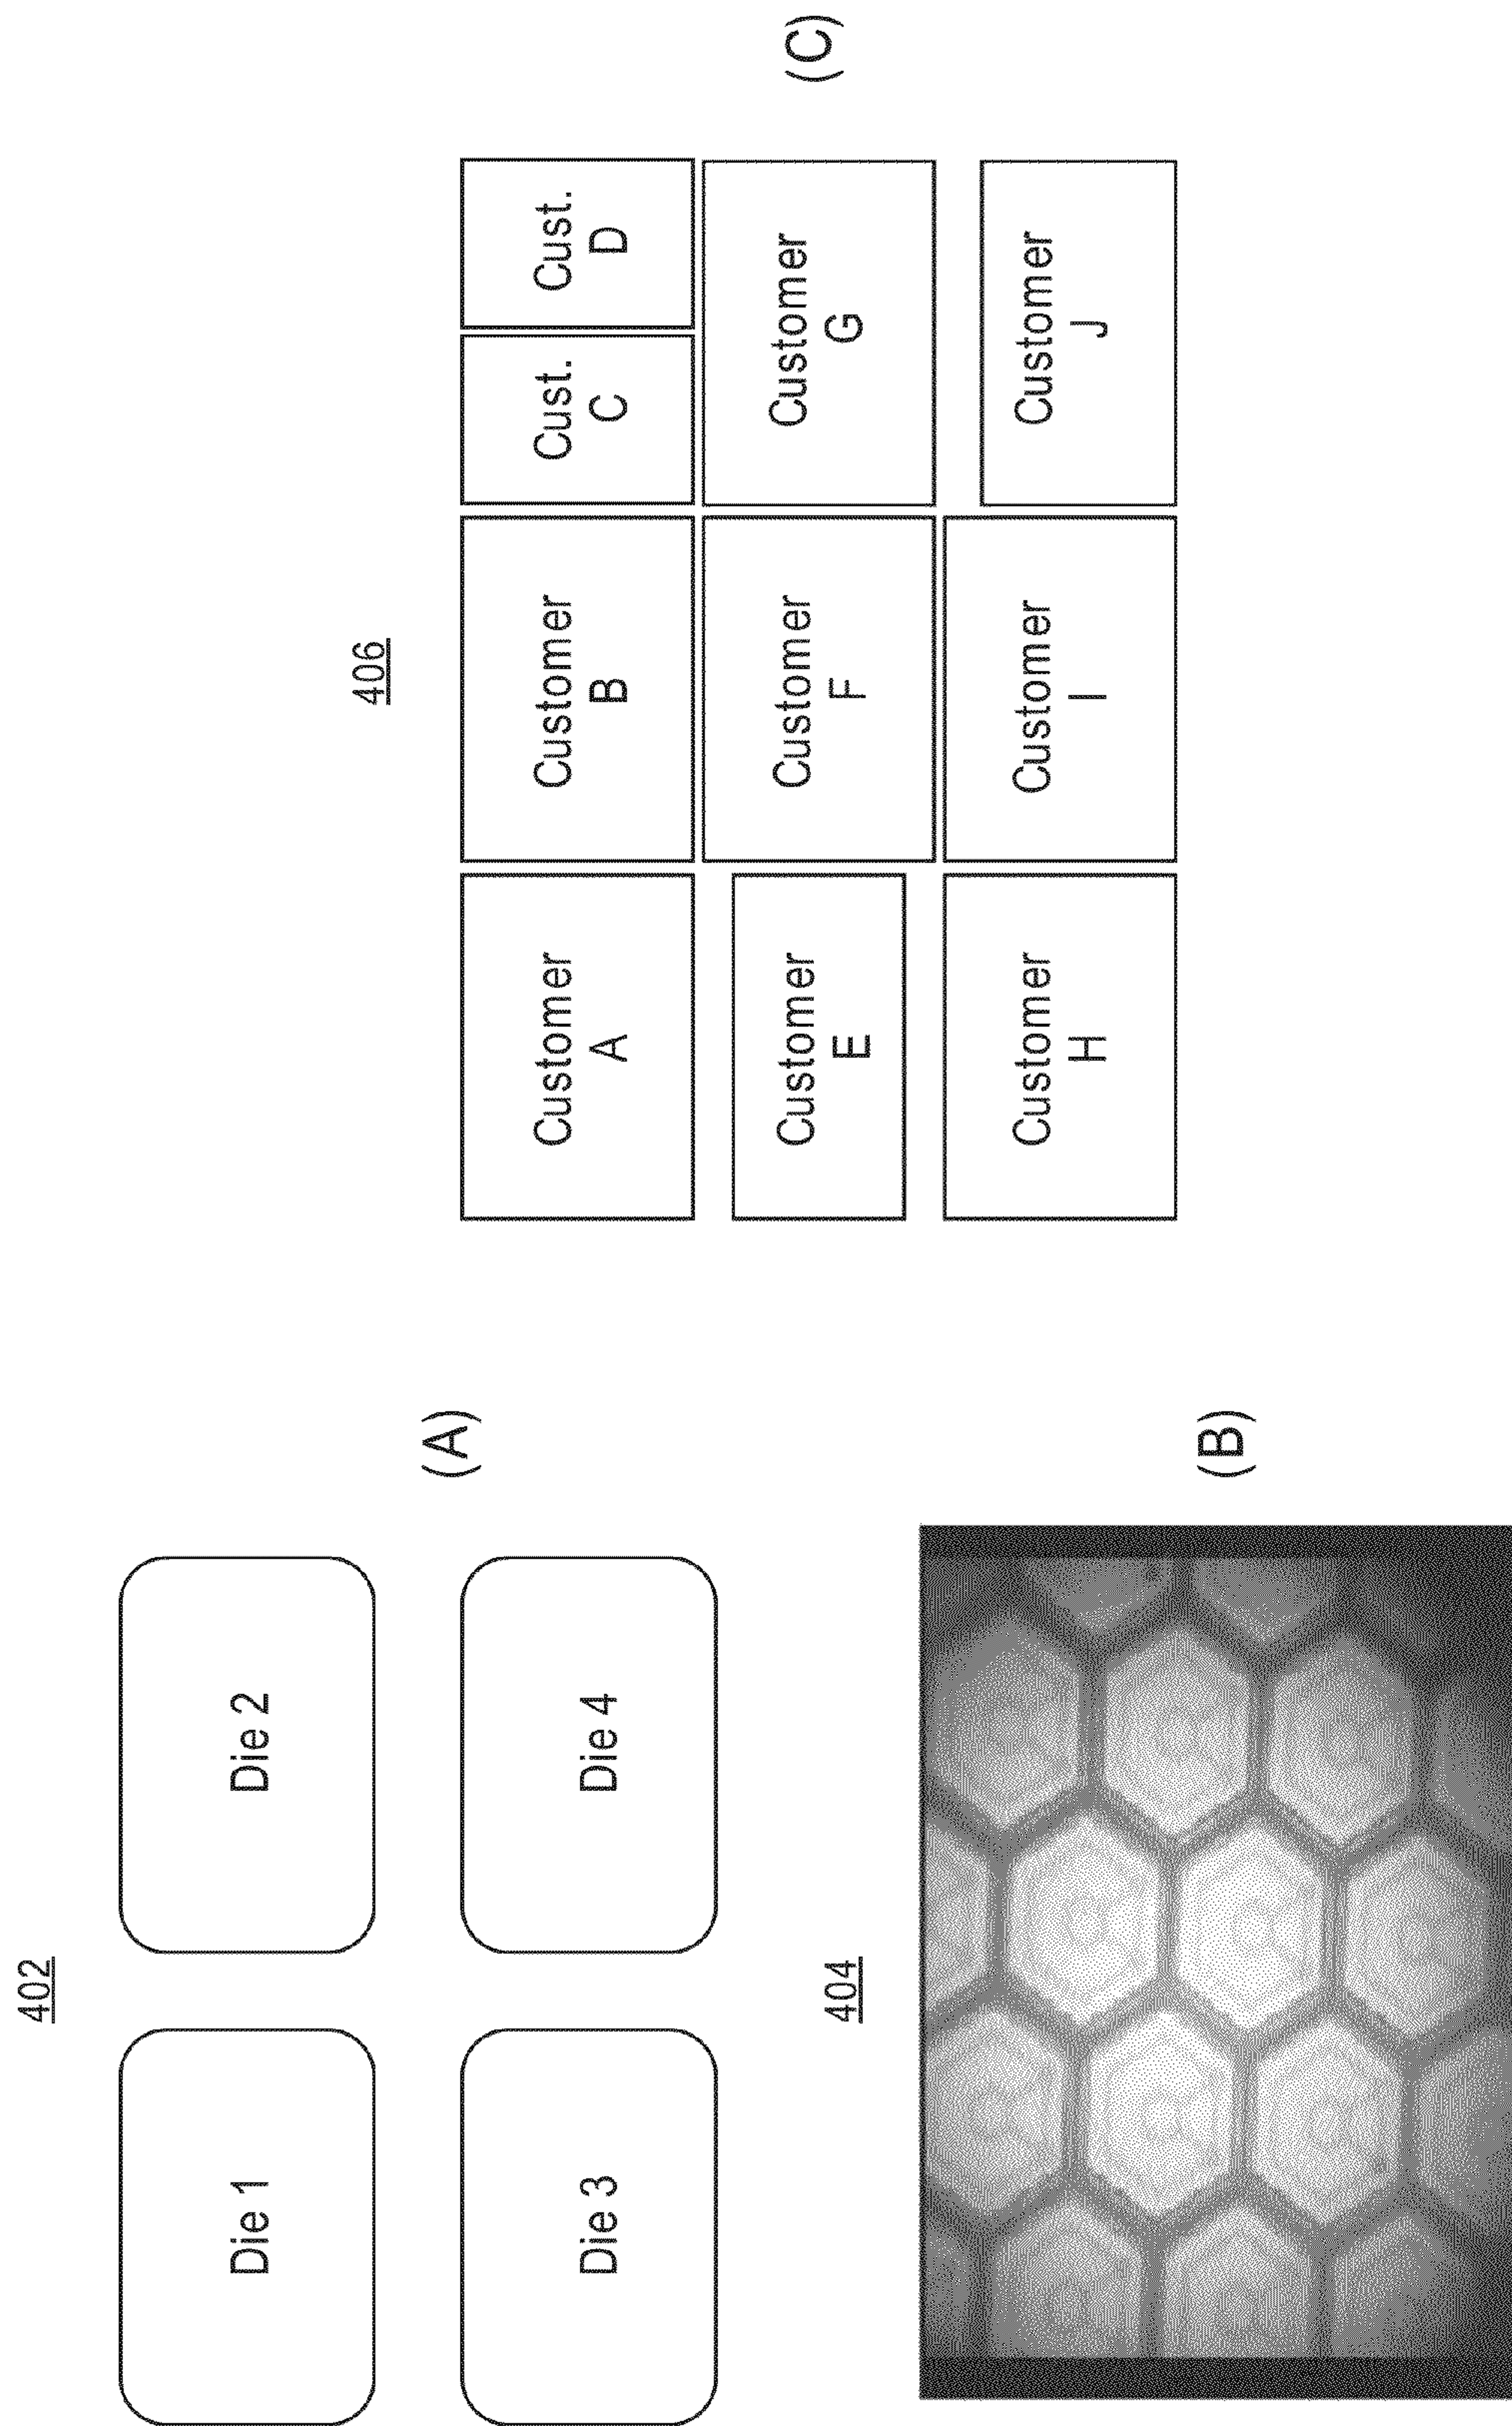 402
Die 1
Die 2
Die 3
Die 4
(A)
404
(B)
406
Customer
A
Customer
B
Cust.
C
Cust.
D
Customer
E
Customer
F
Customer
G
Customer
H
Customer
I
Customer
J
(C)